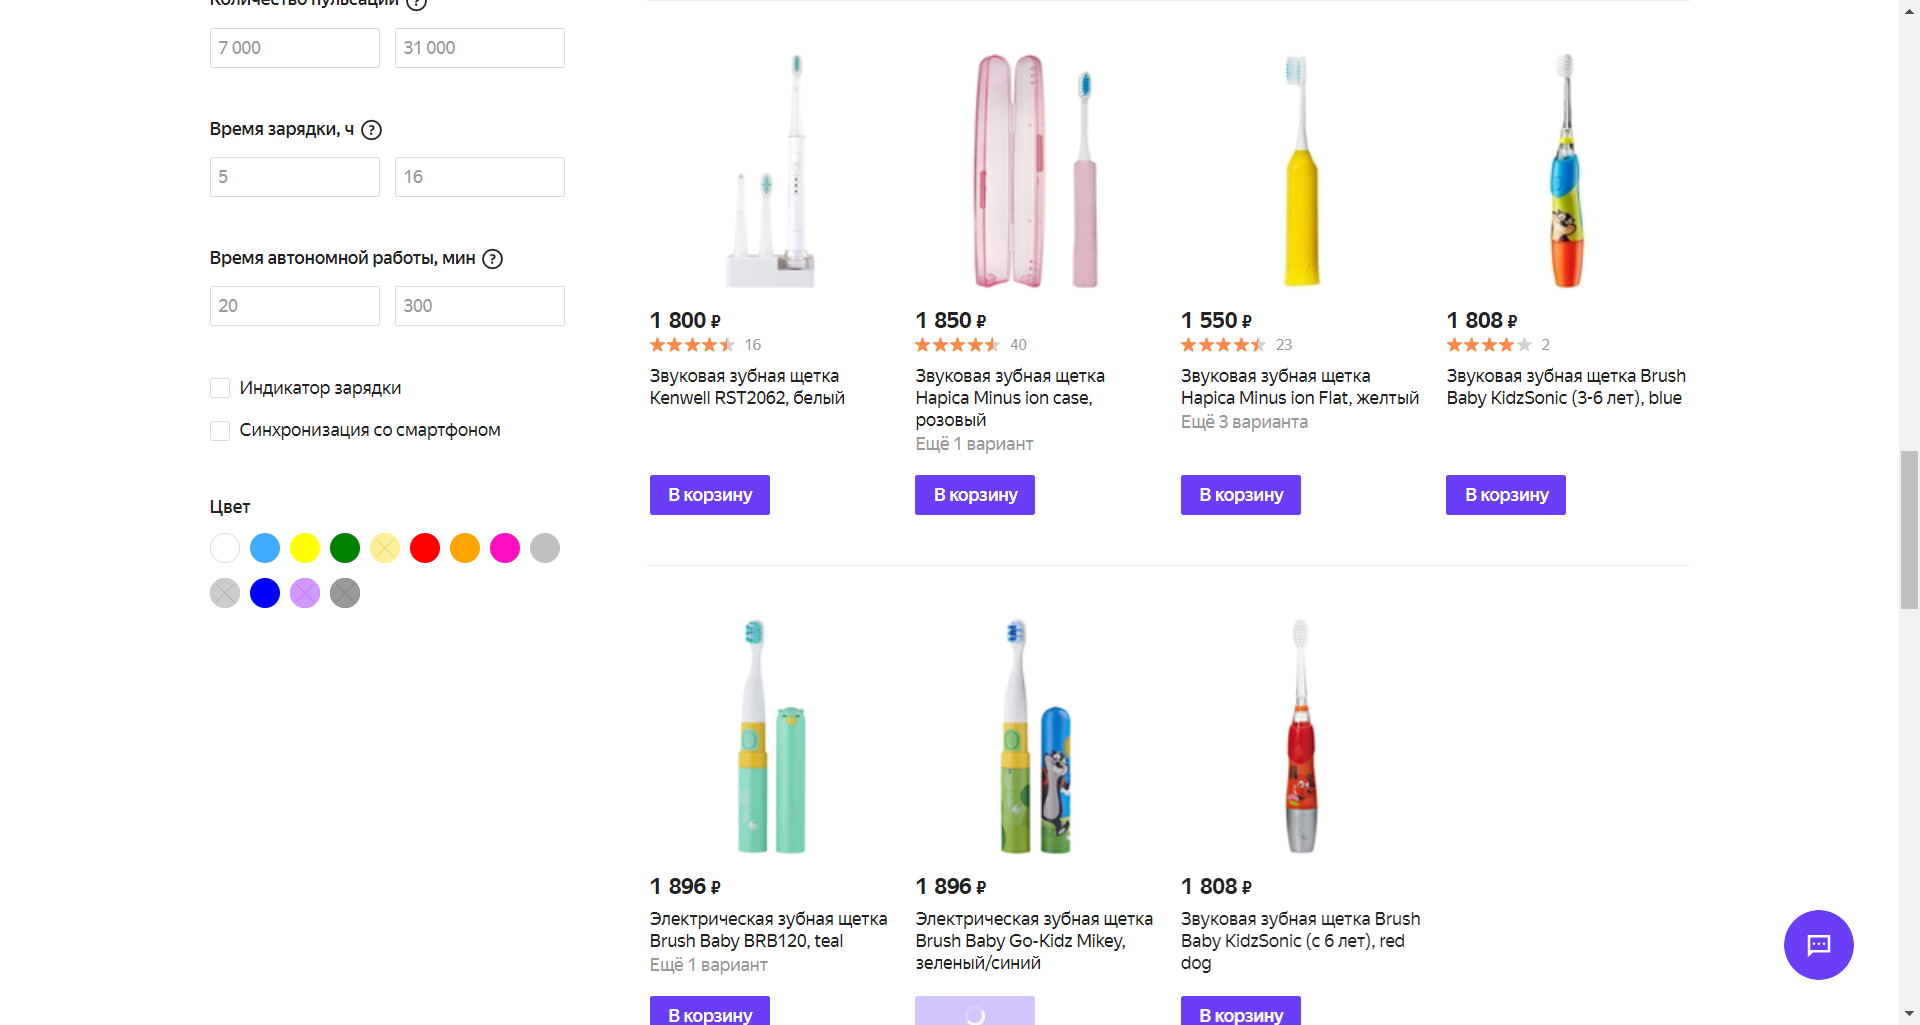 Количество пульсаций ?
7 000
31 000
Время зарядки, ч ?
5
16
Время автономной работы, мин ?
20
300
Индикатор зарядки
Синхронизация со смартфоном
Цвет
1 800 ₽
16
Звуковая зубная щетка
Kenwell RST2062, белый
В корзину
1 850 ₽
40
Звуковая зубная щетка
Hapica Minus ion case,
розовый
Ещё 1 вариант
В корзину
1 550 ₽
23
Звуковая зубная щетка
Hapica Minus ion Flat, желтый
Ещё 3 варианта
В корзину
1 808 ₽
2
Звуковая зубная щетка Brush
Baby KidzSonic (3-6 лет), blue
В корзину
1 896 ₽
Электрическая зубная щетка
Brush Baby BRB120, teal
Ещё 1 вариант
В корзину
1 896 ₽
Электрическая зубная щетка
Brush Baby Go-Kidz Mikey,
зеленый/синий
1 808 ₽
Звуковая зубная щетка Brush
Baby KidzSonic (с 6 лет), red
dog
В корзину